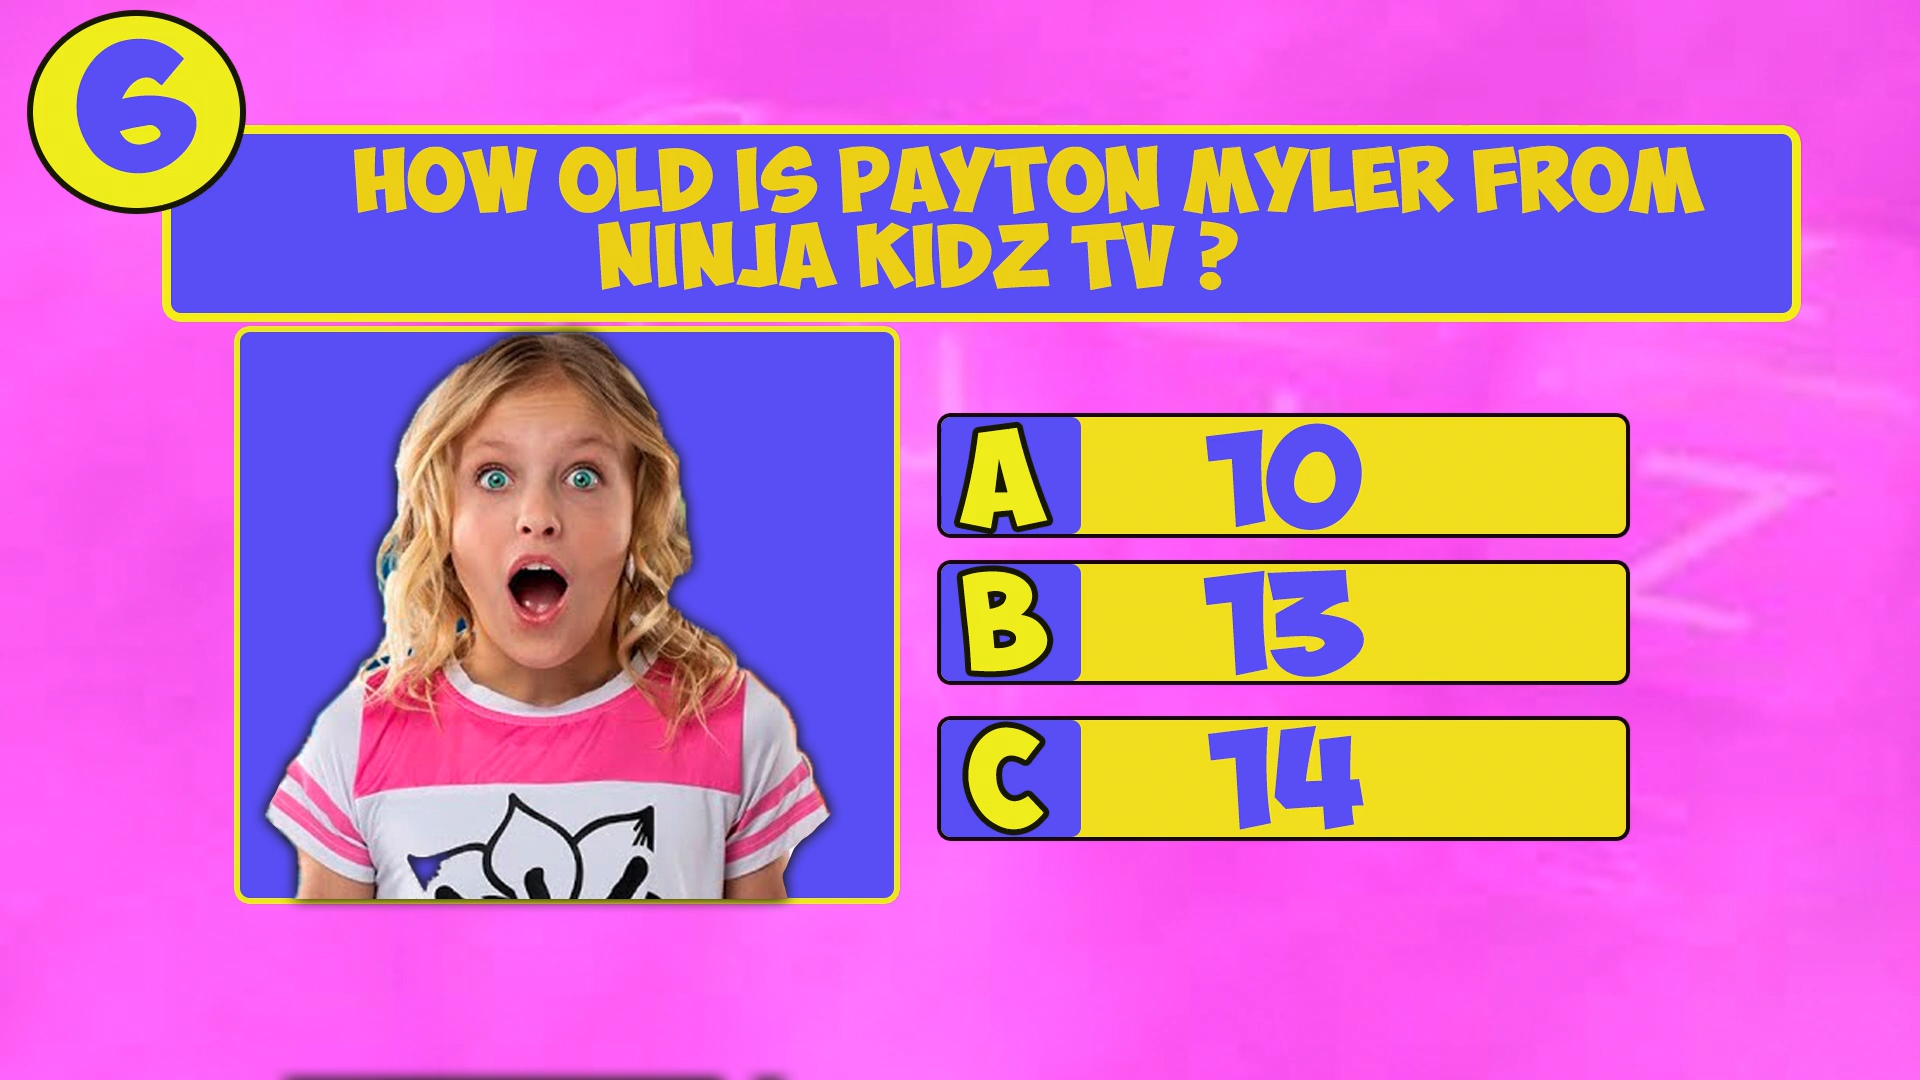 6
HOW OLD IS PAYTON MYLER FROM
NINJA KIDZ TV ?
A 10
B 13
C 14